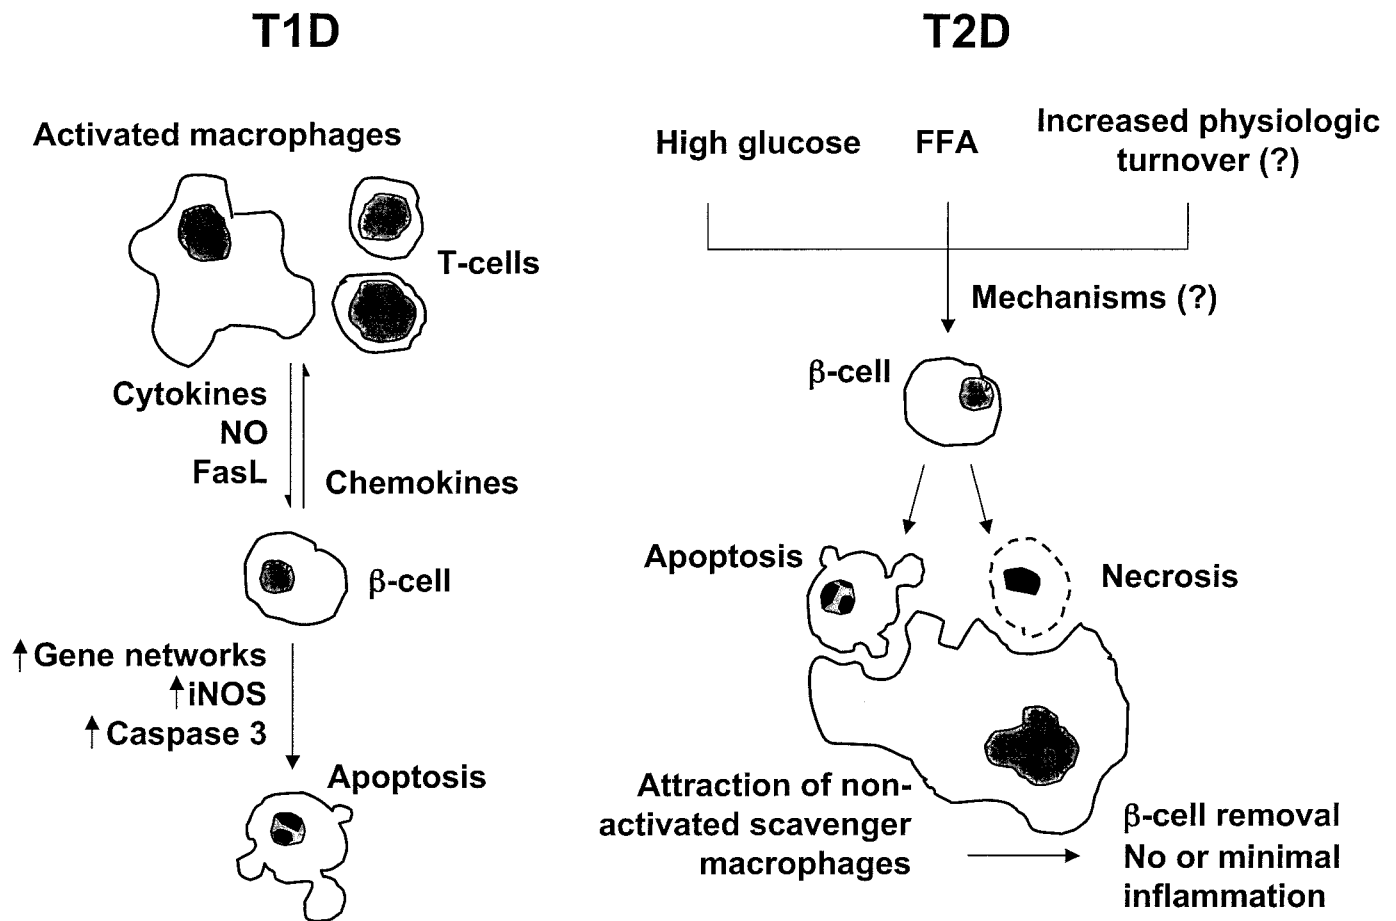 T1D
Activated macrophages
T-cells
Cytokines
NO
FasL
Chemokines
β-cell
↑Gene networks
↑iNOS
↑Caspase 3
Apoptosis
T2D
High glucose
FFA
Increased physiologic
turnover (?)
Mechanisms (?)
β-cell
Apoptosis
Necrosis
Attraction of non-
activated scavenger
macrophages
β-cell removal
No or minimal
inflammation